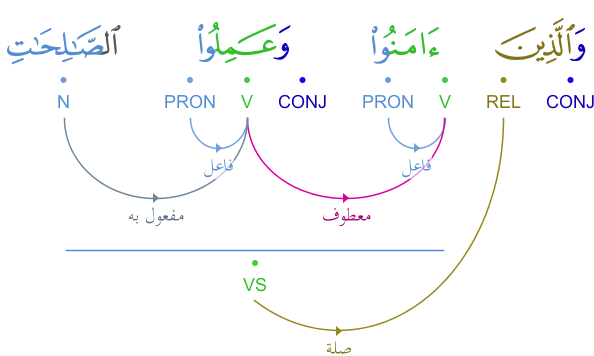 وَٱلَّذِينَ ءَامَنُوا۟ وَعَمِلُوا۟ ٱلصَّـٰلِحَـٰتِ
CONJ REL V PRON CONJ V PRON N
فاعل فاعل
معطوف مفعول به
VS
صلة